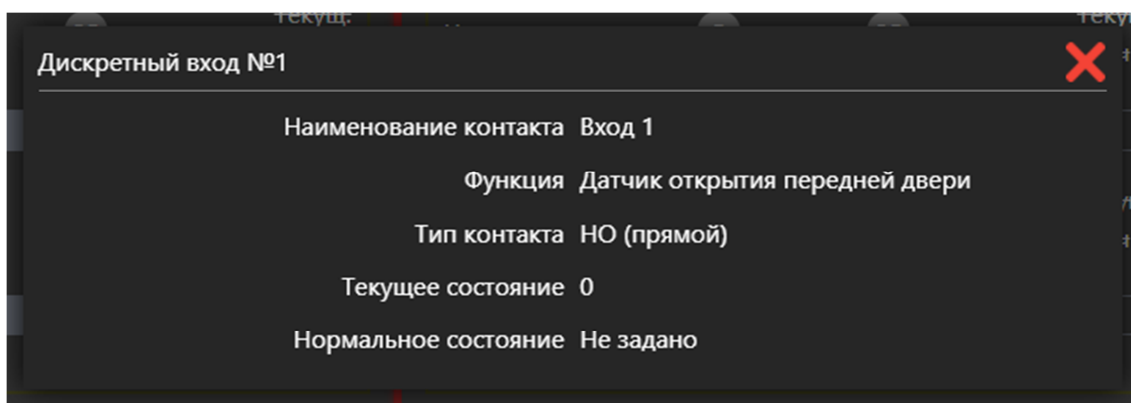 Дискретный вход №1
Наименование контакта Вход 1
Функция Датчик открытия передней двери
Тип контакта НО (прямой)
Текущее состояние 0
Нормальное состояние Не задано